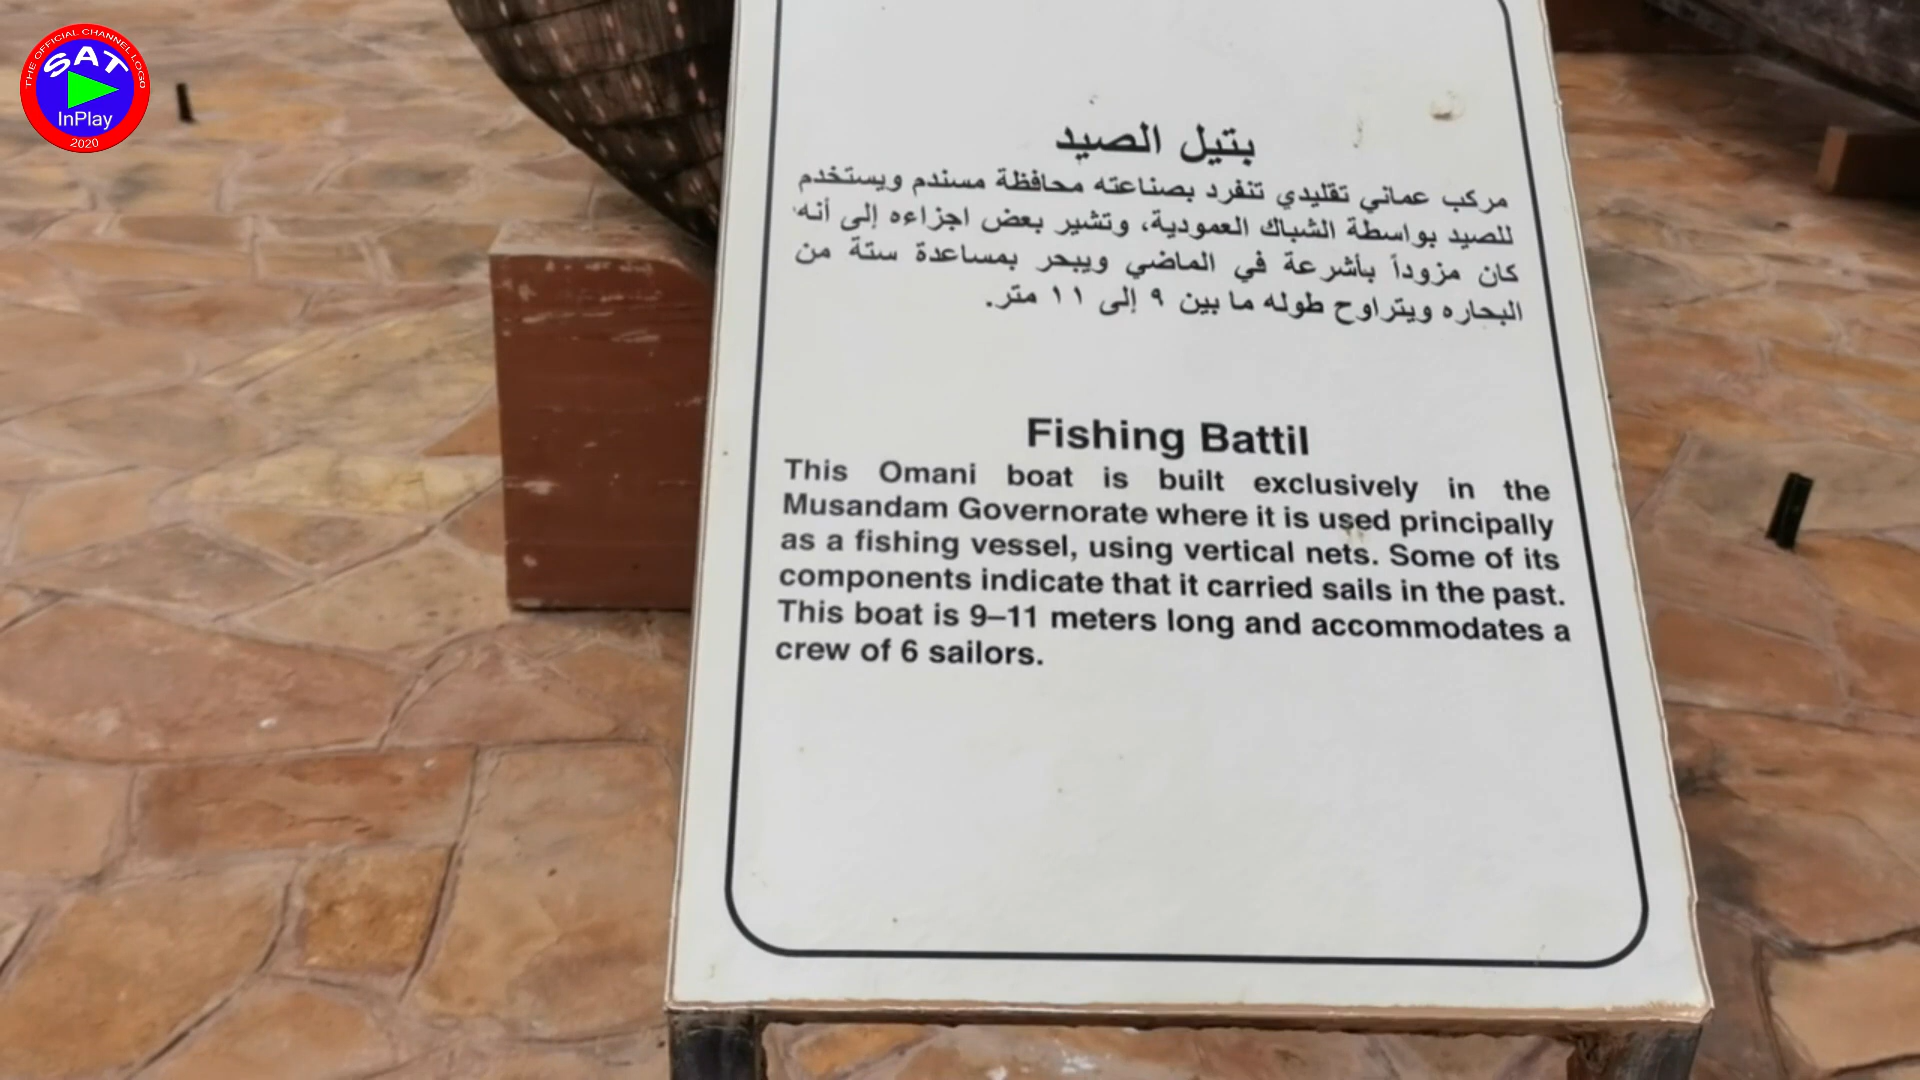 THE OFFICIAL CHANNEL LOGO
SAT
InPlay
2020
بتيل الصيد
مركب عماني تقليدي تنفرد بصناعته محافظة مسندم ويستخدم
للصيد بواسطة الشباك العمودية، وتشير بعض اجزاءه إلى أنه
كان مزوداً بأشرعة في الماضي ويبحر بمساعدة ستة من
البحاره ويتراوح طوله ما بين ٩ إلى ١١ متر.
Fishing Battil
This Omani boat is built exclusively in the
Musandam Governorate where it is used principally
as a fishing vessel, using vertical nets. Some of its
components indicate that it carried sails in the past.
This boat is 9–11 meters long and accommodates a
crew of 6 sailors.